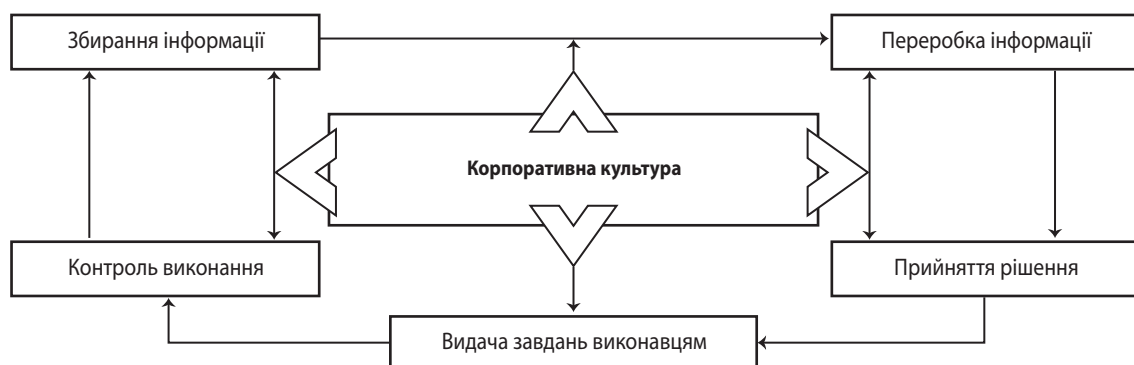 Збирання інформації
Переробка інформації
Корпоративна культура
Контроль виконання
Прийняття рішення
Видача завдань виконавцям